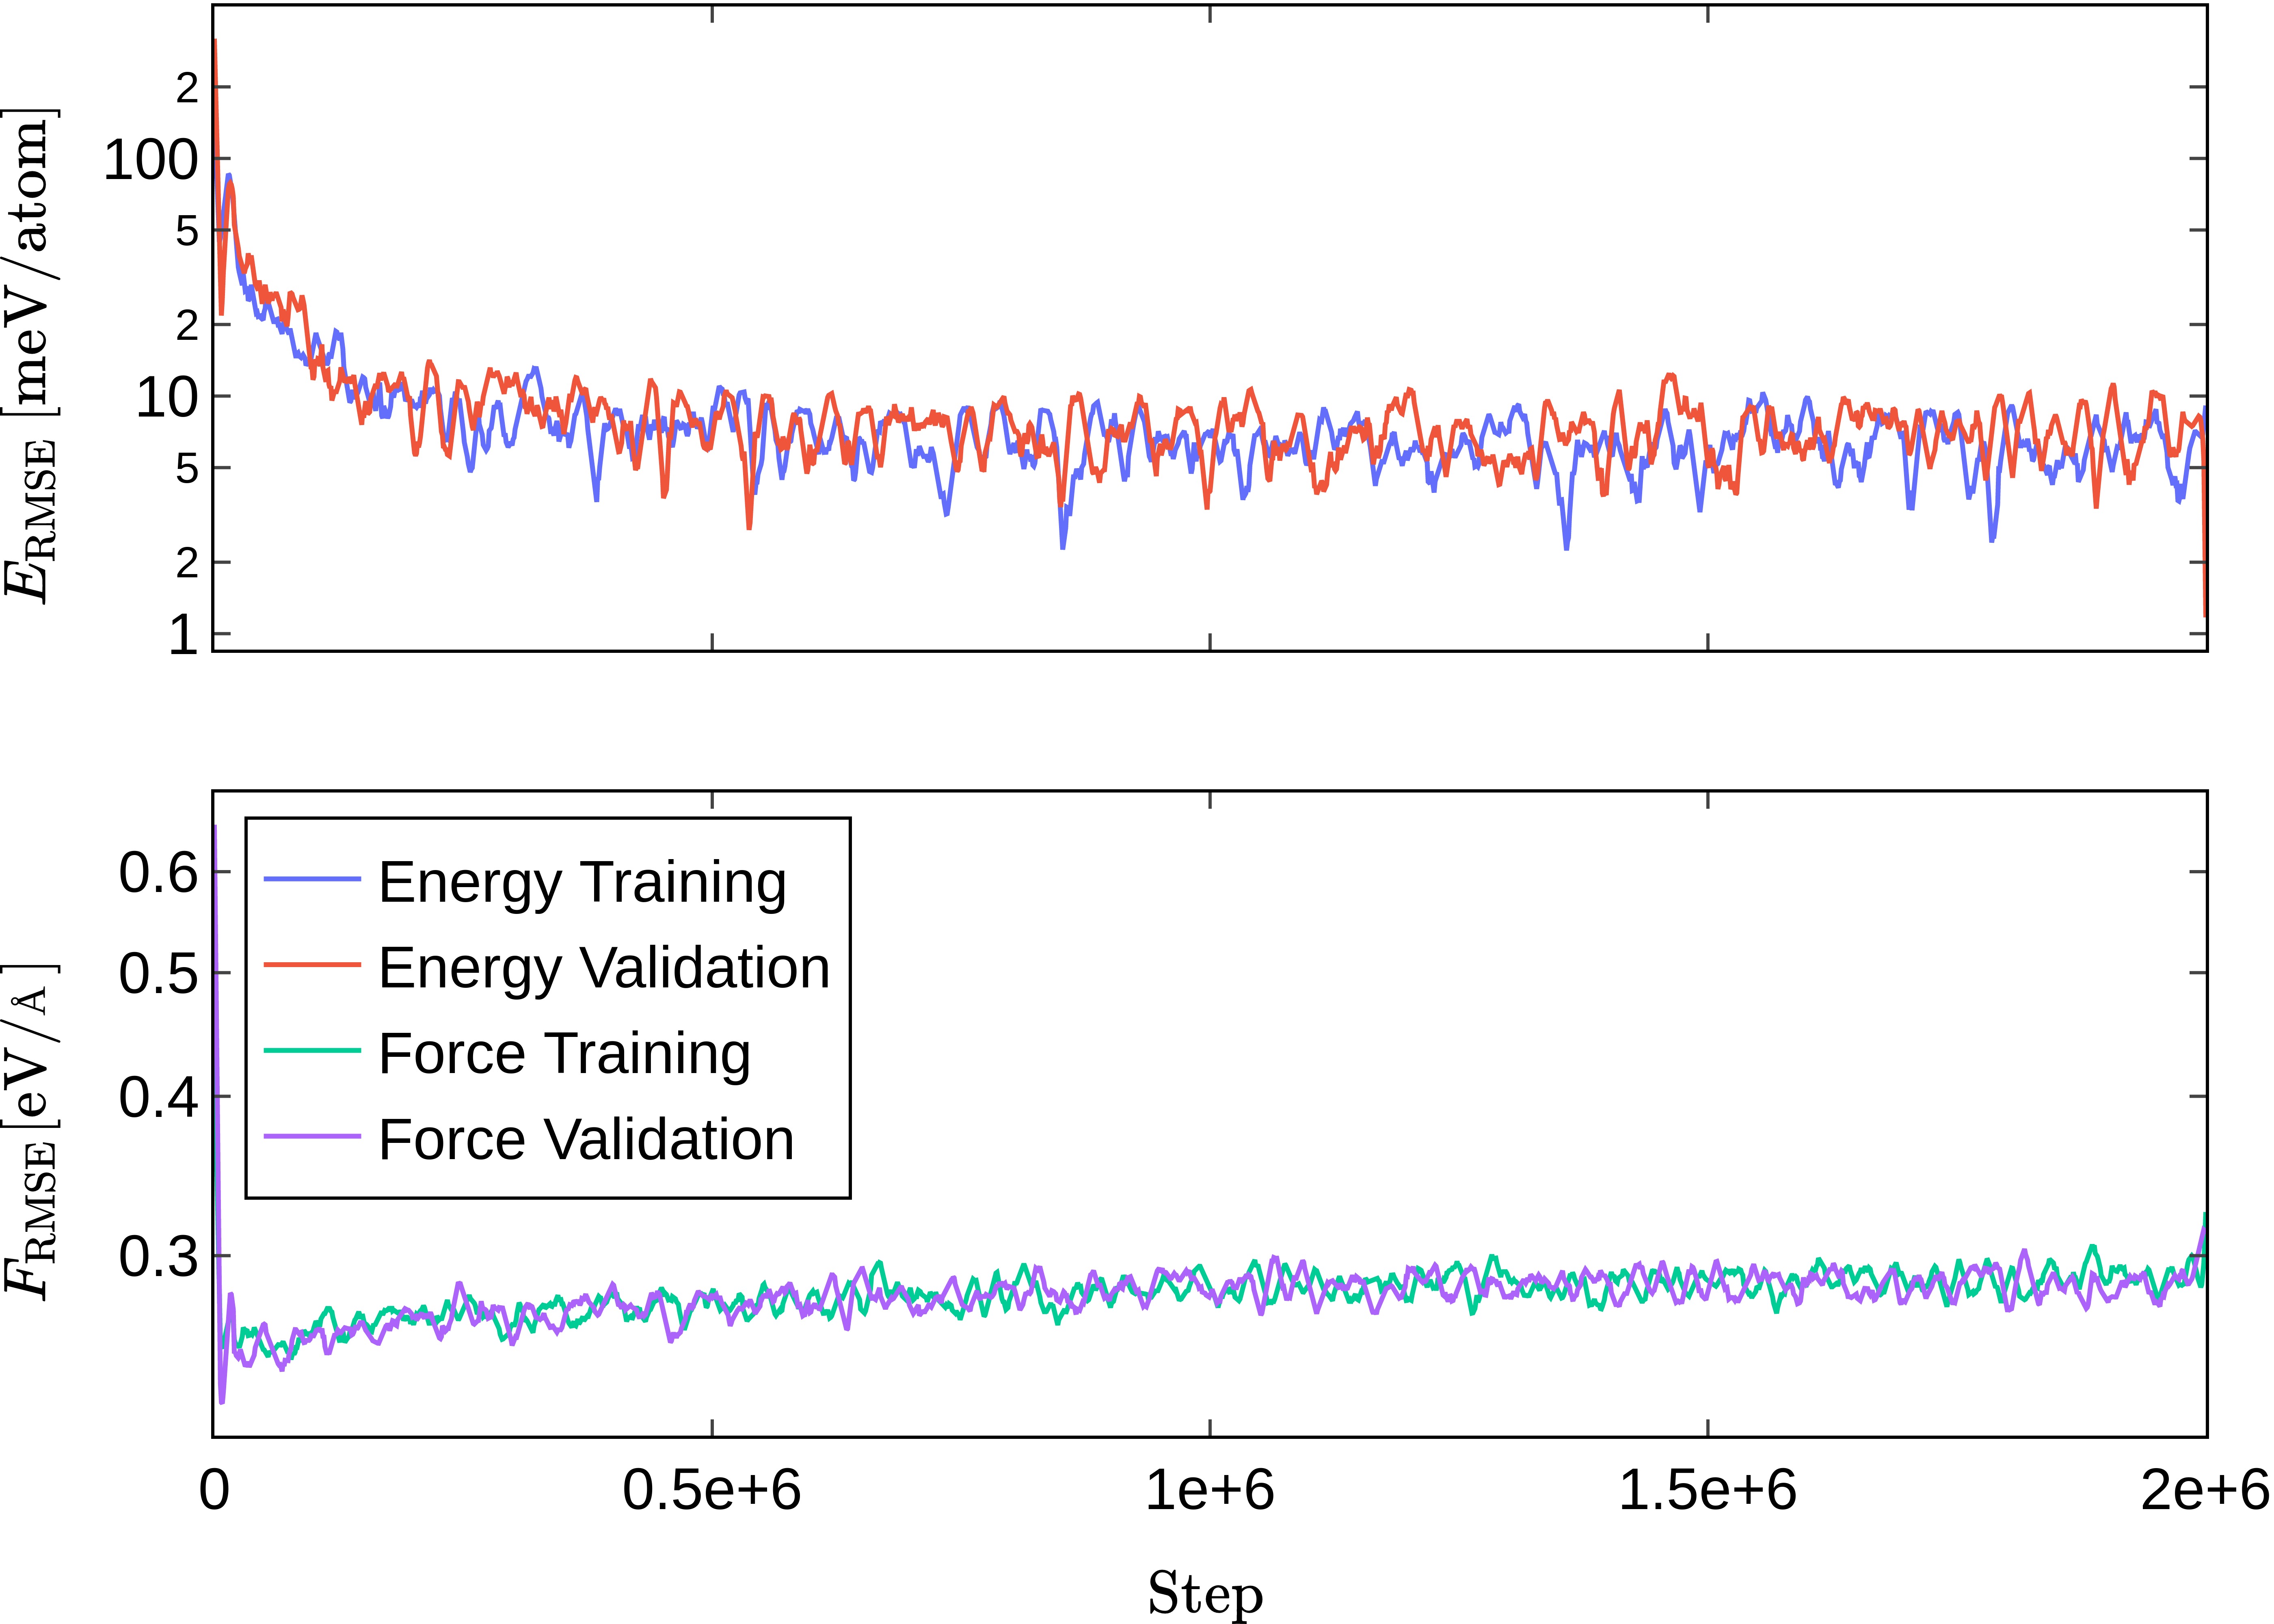 E_RMSE [meV/atom]
2
100
5
2
10
5
2
1
F_RMSE [eV/Å]
0.6
0.5
0.4
0.3
Energy Training
Energy Validation
Force Training
Force Validation
0 0.5e+6 1e+6 1.5e+6 2e+6
Step